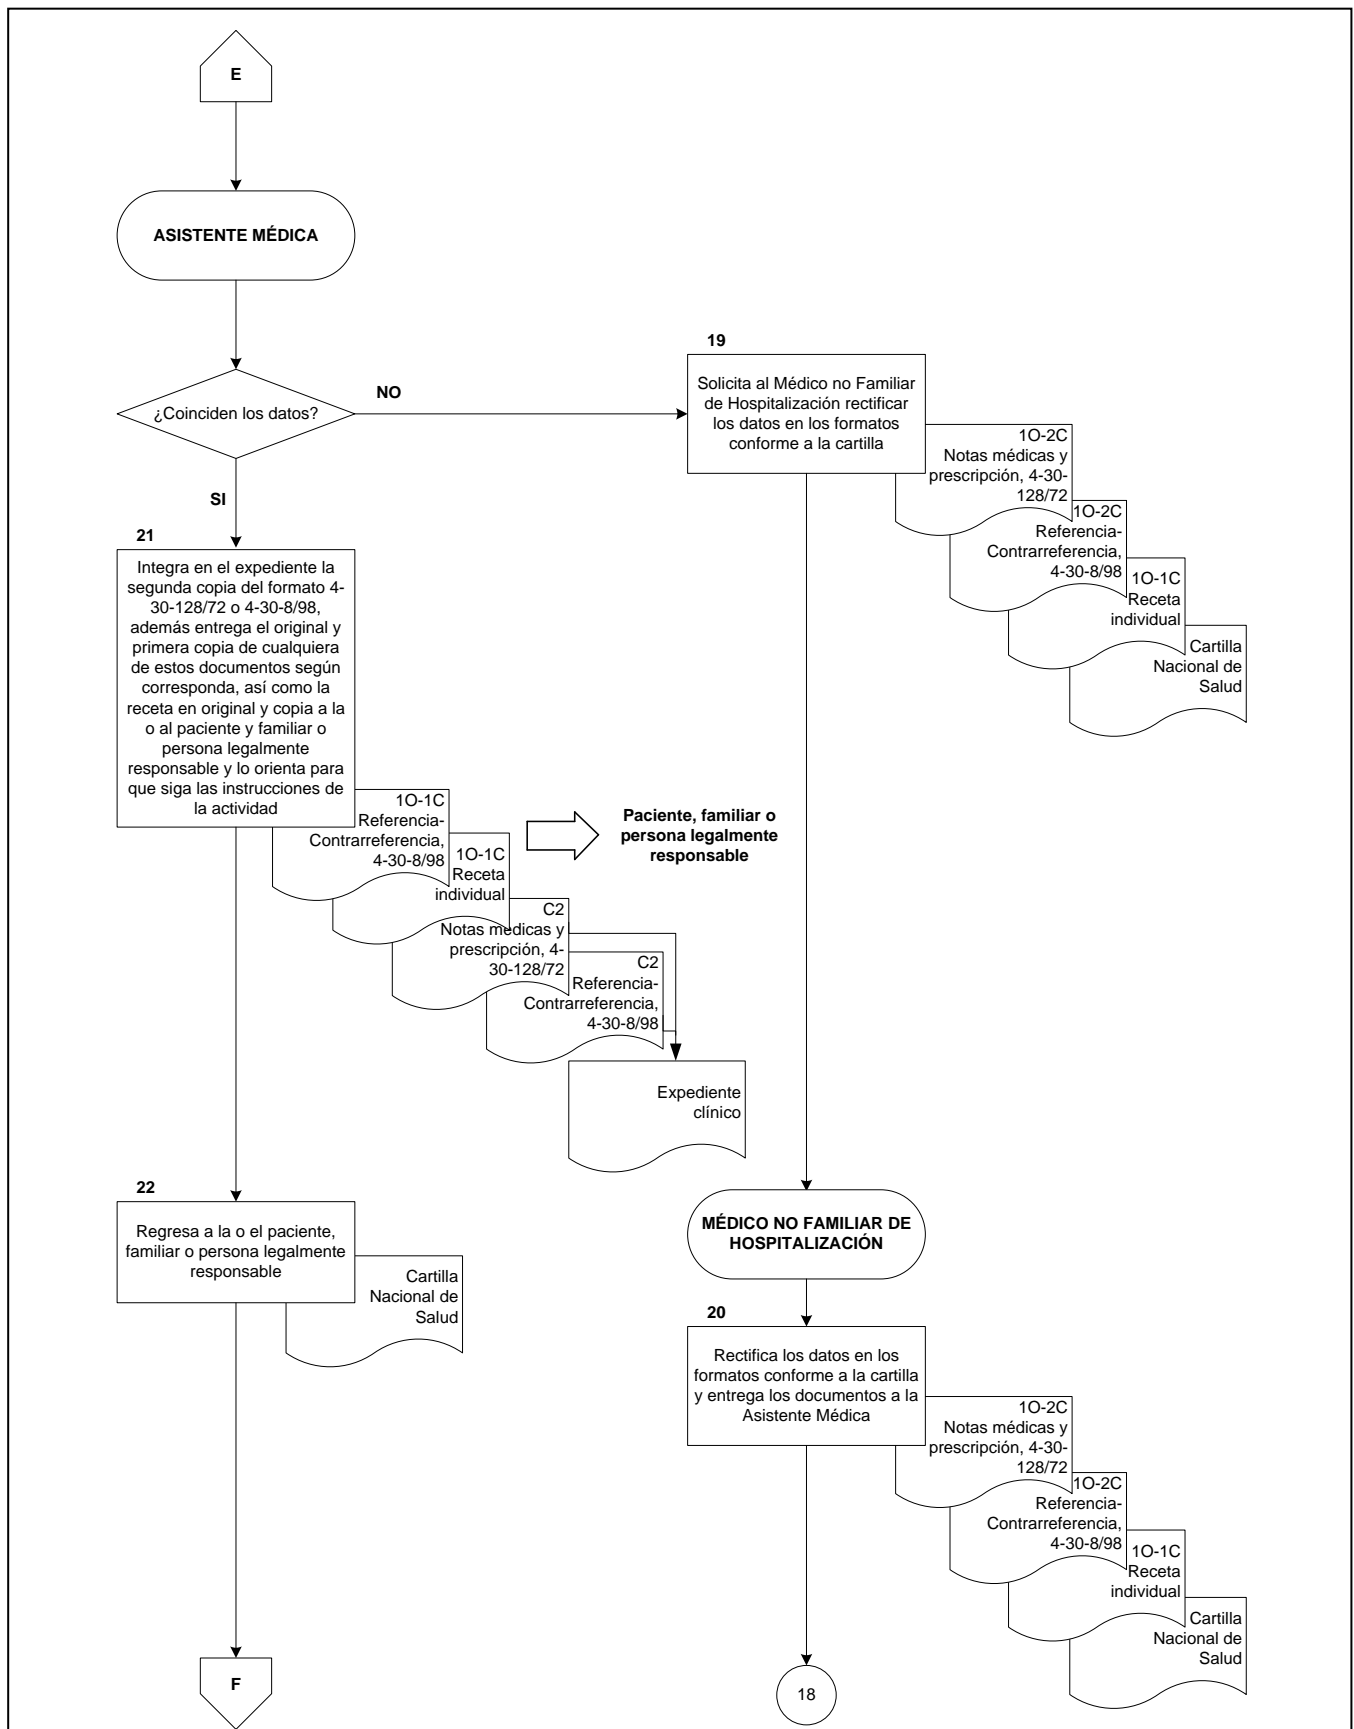 E
ASISTENTE MÉDICA
¿Coinciden los datos?
NO
SI
19
Solicita al Médico no Familiar
de Hospitalización rectificar
los datos en los formatos
conforme a la cartilla
1O-2C
Notas médicas y
prescripción, 4-30-
128/72
1O-2C
Referencia-
Contrarreferencia,
4-30-8/98
1O-1C
Receta
individual
Cartilla
Nacional de
Salud
21
Integra en el expediente la
segunda copia del formato 4-
30-128/72 o 4-30-8/98,
además entrega el original y
primera copia de cualquiera
de estos documentos según
corresponda, así como la
receta en original y copia a la
o al paciente y familiar o
persona legalmente
responsable y lo orienta para
que siga las instrucciones de
la actividad
1O-1C
Referencia-
Contrarreferencia,
4-30-8/98
1O-1C
Receta
individual
C2
Notas médicas y
prescripción, 4-
30-128/72
C2
Referencia-
Contrarreferencia,
4-30-8/98
Paciente, familiar o
persona legalmente
responsable
Expediente
clínico
22
Regresa a la o el paciente,
familiar o persona legalmente
responsable
Cartilla
Nacional de
Salud
MÉDICO NO FAMILIAR DE
HOSPITALIZACIÓN
20
Rectifica los datos en los
formatos conforme a la cartilla
y entrega los documentos a la
Asistente Médica
1O-2C
Notas médicas y
prescripción, 4-30-
128/72
1O-2C
Referencia-
Contrarreferencia,
4-30-8/98
1O-1C
Receta
individual
Cartilla
Nacional de
Salud
F
18